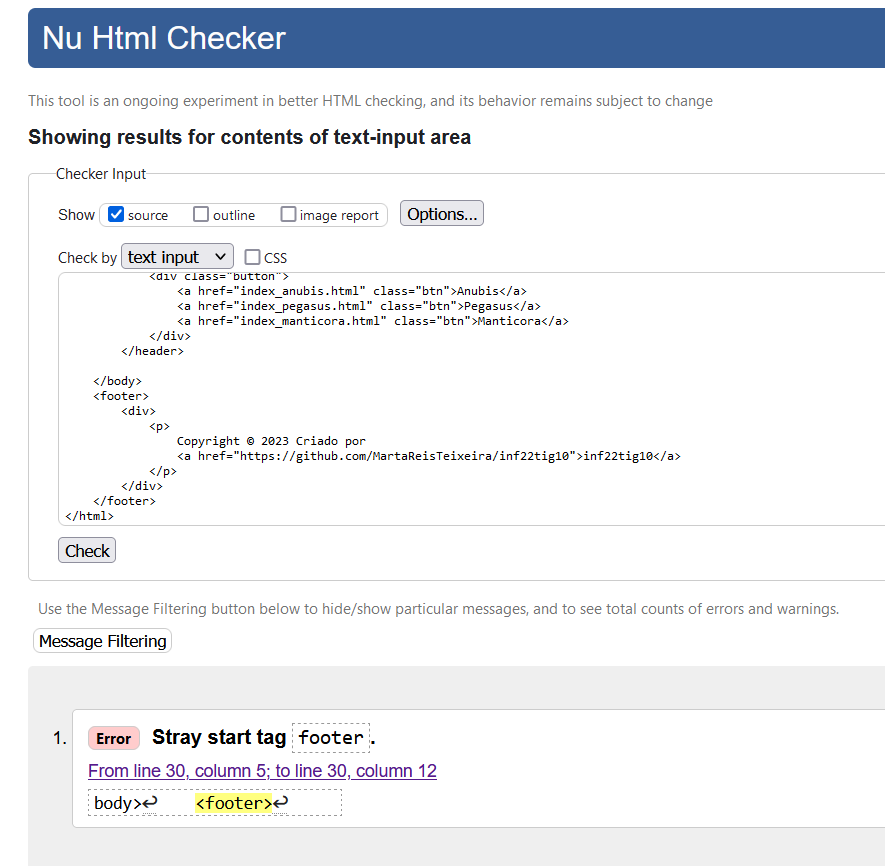 Nu Html Checker
This tool is an ongoing experiment in better HTML checking, and its behavior remains subject to change
Showing results for contents of text-input area
Checker Input
Show source outline image report Options...
Check by text input CSS
<div class="button">
<a href="index_anubis.html" class="btn">Anubis</a>
<a href="index_pegasus.html" class="btn">Pegasus</a>
<a href="index_manticora.html" class="btn">Manticora</a>
</div>
</header>
</body>
<footer>
<div>
<p>
Copyright © 2023 Criado por
<a href="https://github.com/MartaReisTeixeira/inf22tig10">inf22tig10</a>
</p>
</div>
</footer>
</html>
Check
Use the Message Filtering button below to hide/show particular messages, and to see total counts of errors and warnings.
Message Filtering
1. Error Stray start tag footer.
From line 30, column 5; to line 30, column 12
body>↩ <footer>↩